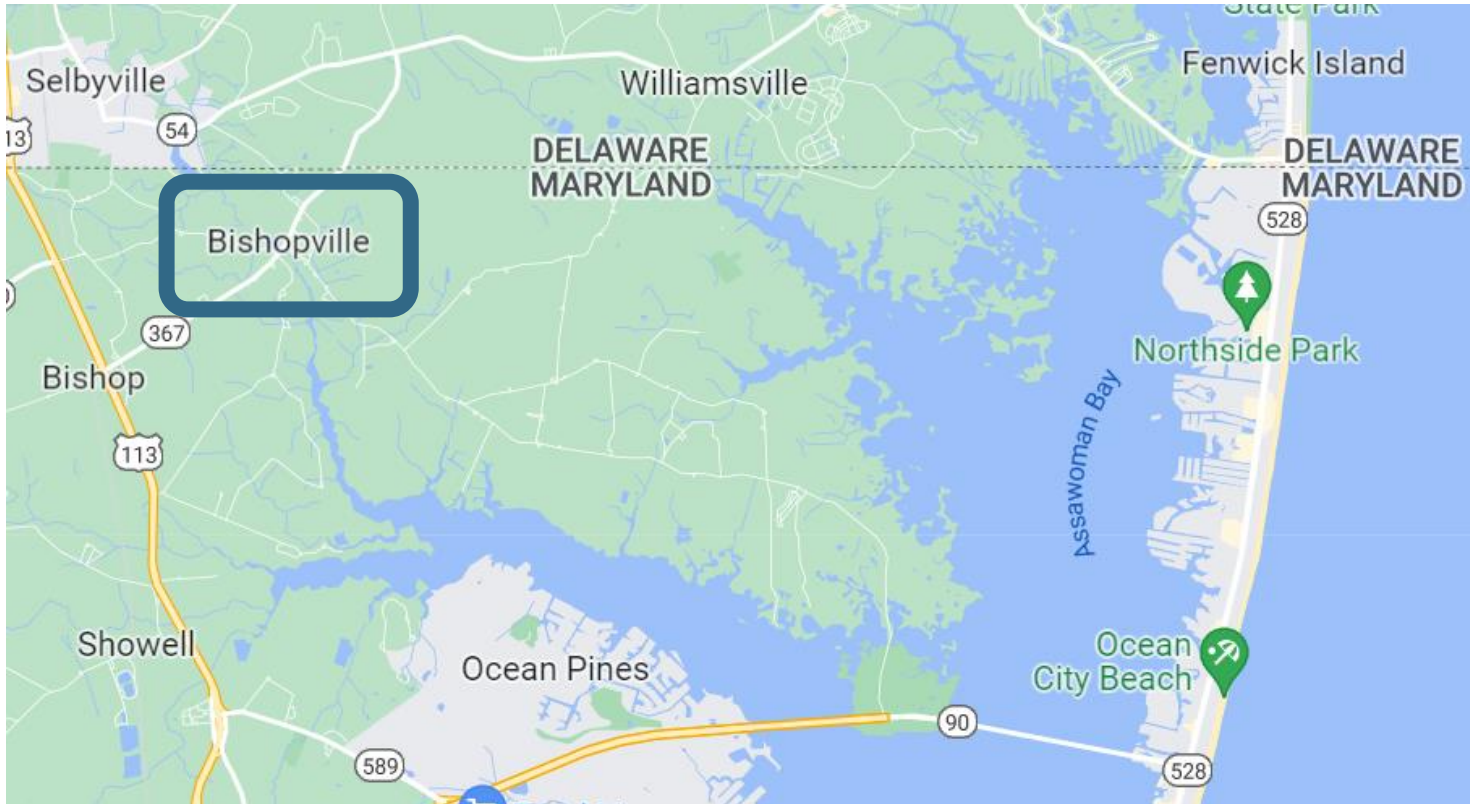 State Park
Selbyville
Williamsville
Fenwick Island
13
54
DELAWARE
MARYLAND
DELAWARE
MARYLAND
528
Bishopville
367
Northside Park
Bishop
Assawoman Bay
113
Showell
Ocean Pines
Ocean
City Beach
90
589
528